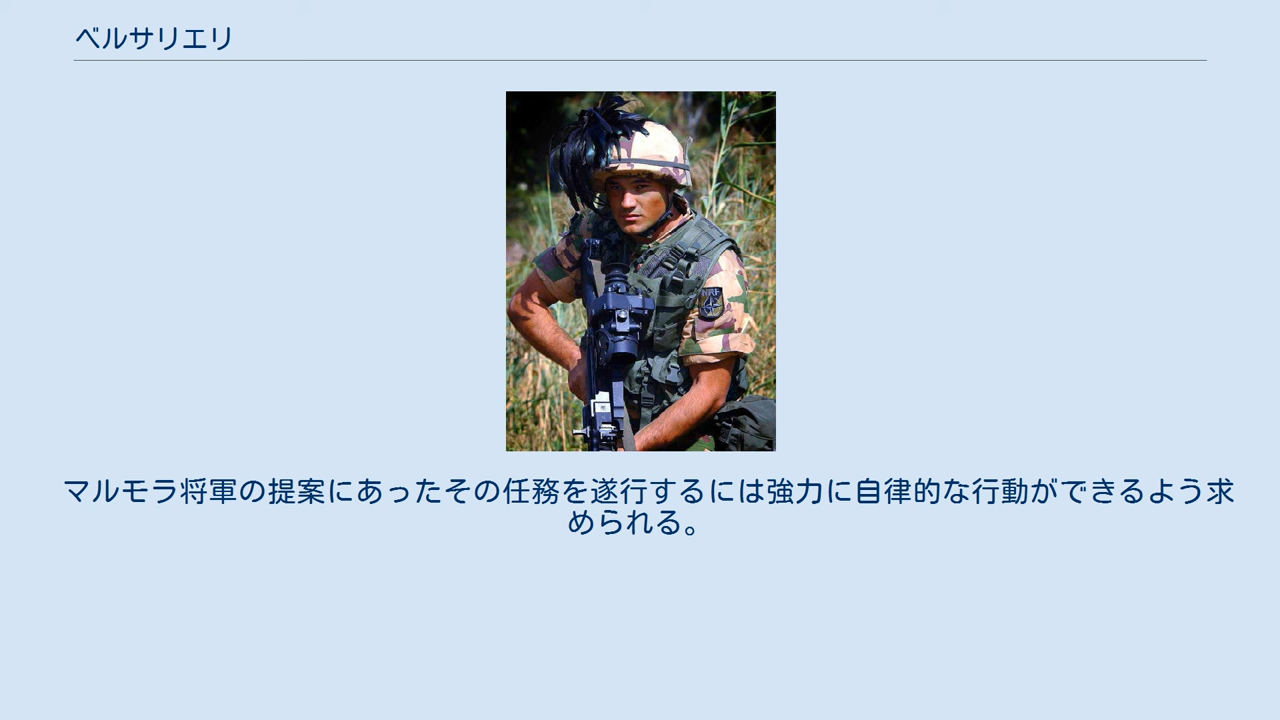 ベルサリエリ
NRF
マルモラ将軍の提案にあったその任務を遂行するには強力に自律的な行動ができるよう求
められる。